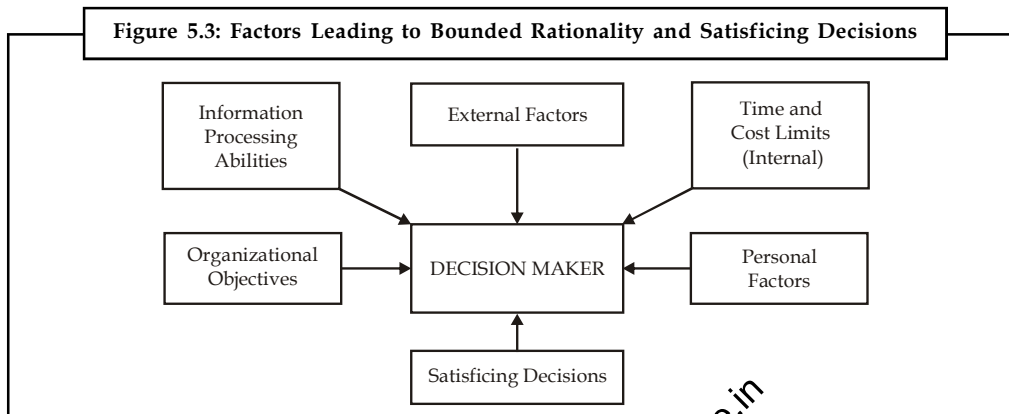 Figure 5.3: Factors Leading to Bounded Rationality and Satisficing Decisions
Information
Processing
Abilities
External Factors
Time and
Cost Limits
(Internal)
Organizational
Objectives
DECISION MAKER
Personal
Factors
Satisficing Decisions